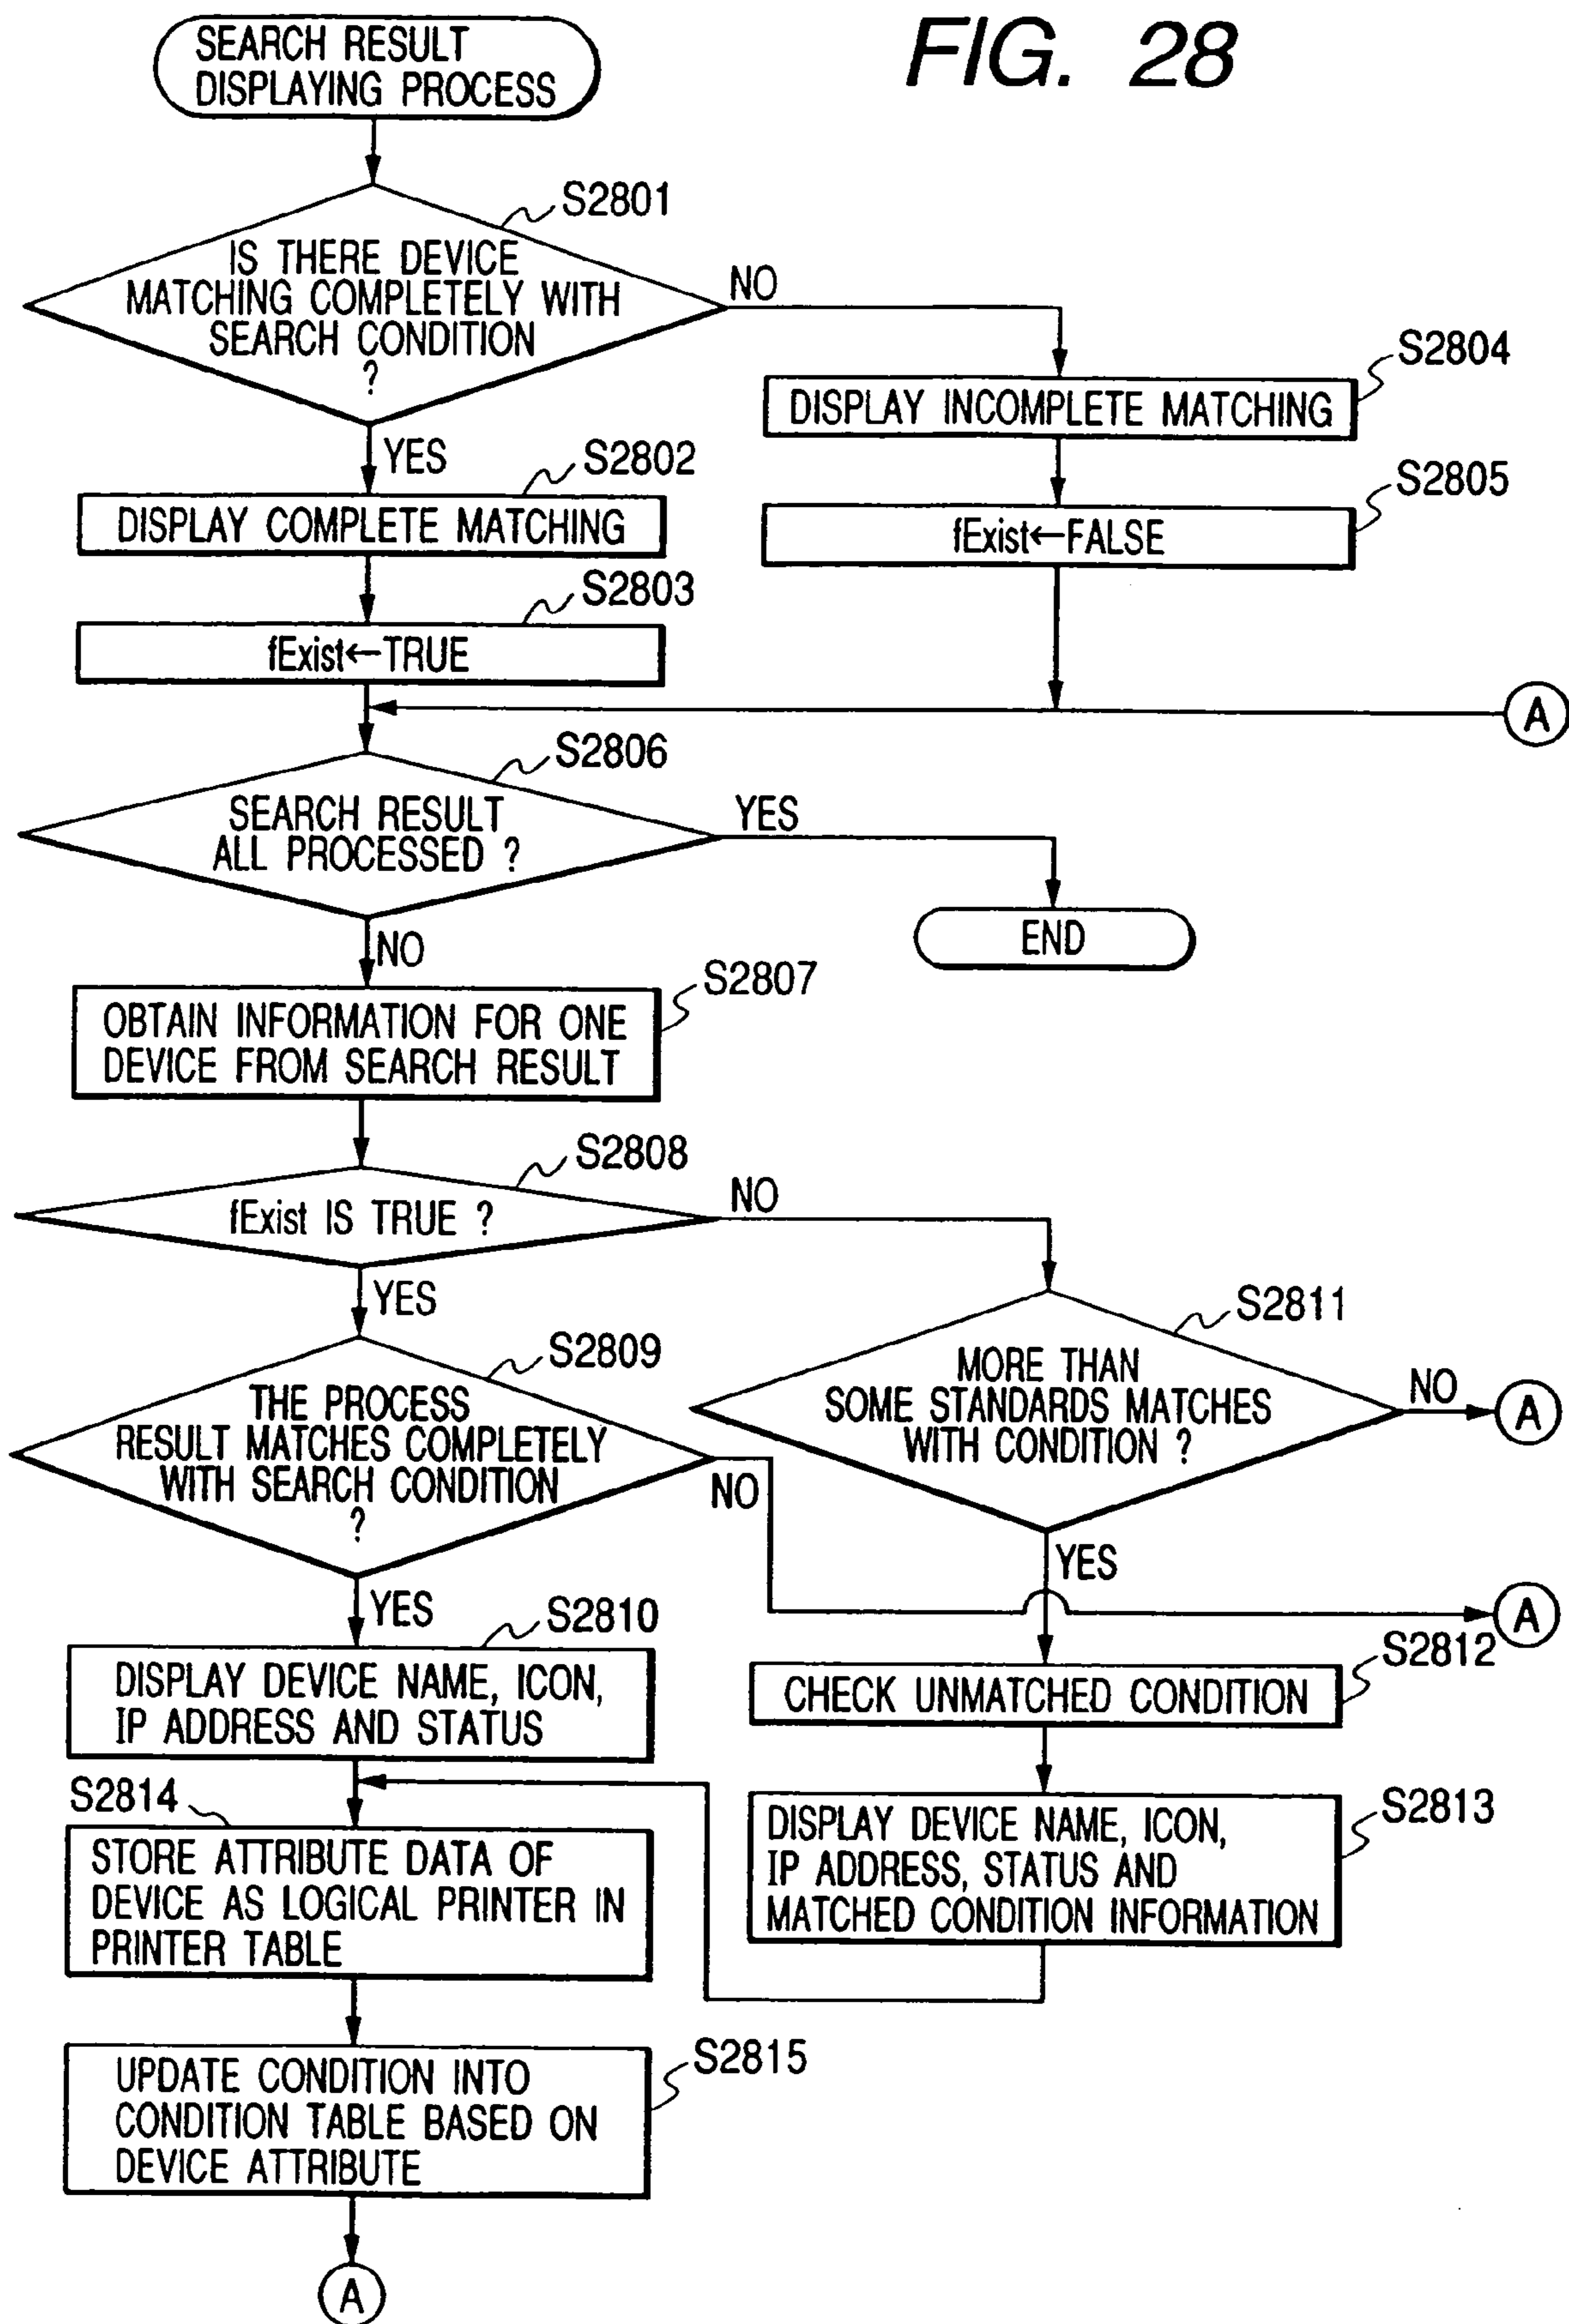 FIG. 28
SEARCH RESULT
DISPLAYING PROCESS
S2801
IS THERE DEVICE
MATCHING COMPLETELY WITH
SEARCH CONDITION
?
NO
YES
S2804
DISPLAY INCOMPLETE MATCHING
S2802
DISPLAY COMPLETE MATCHING
S2805
fExist←FALSE
S2803
fExist←TRUE
A
S2806
SEARCH RESULT
ALL PROCESSED ?
YES
END
NO
S2807
OBTAIN INFORMATION FOR ONE
DEVICE FROM SEARCH RESULT
S2808
fExist IS TRUE ?
NO
YES
S2811
MORE THAN
SOME STANDARDS MATCHES
WITH CONDITION ?
NO
A
S2809
THE PROCESS
RESULT MATCHES COMPLETELY
WITH SEARCH CONDITION
?
NO
YES
YES
A
S2810
DISPLAY DEVICE NAME, ICON,
IP ADDRESS AND STATUS
S2812
CHECK UNMATCHED CONDITION
S2813
DISPLAY DEVICE NAME, ICON,
IP ADDRESS, STATUS AND
MATCHED CONDITION INFORMATION
S2814
STORE ATTRIBUTE DATA OF
DEVICE AS LOGICAL PRINTER IN
PRINTER TABLE
S2815
UPDATE CONDITION INTO
CONDITION TABLE BASED ON
DEVICE ATTRIBUTE
A